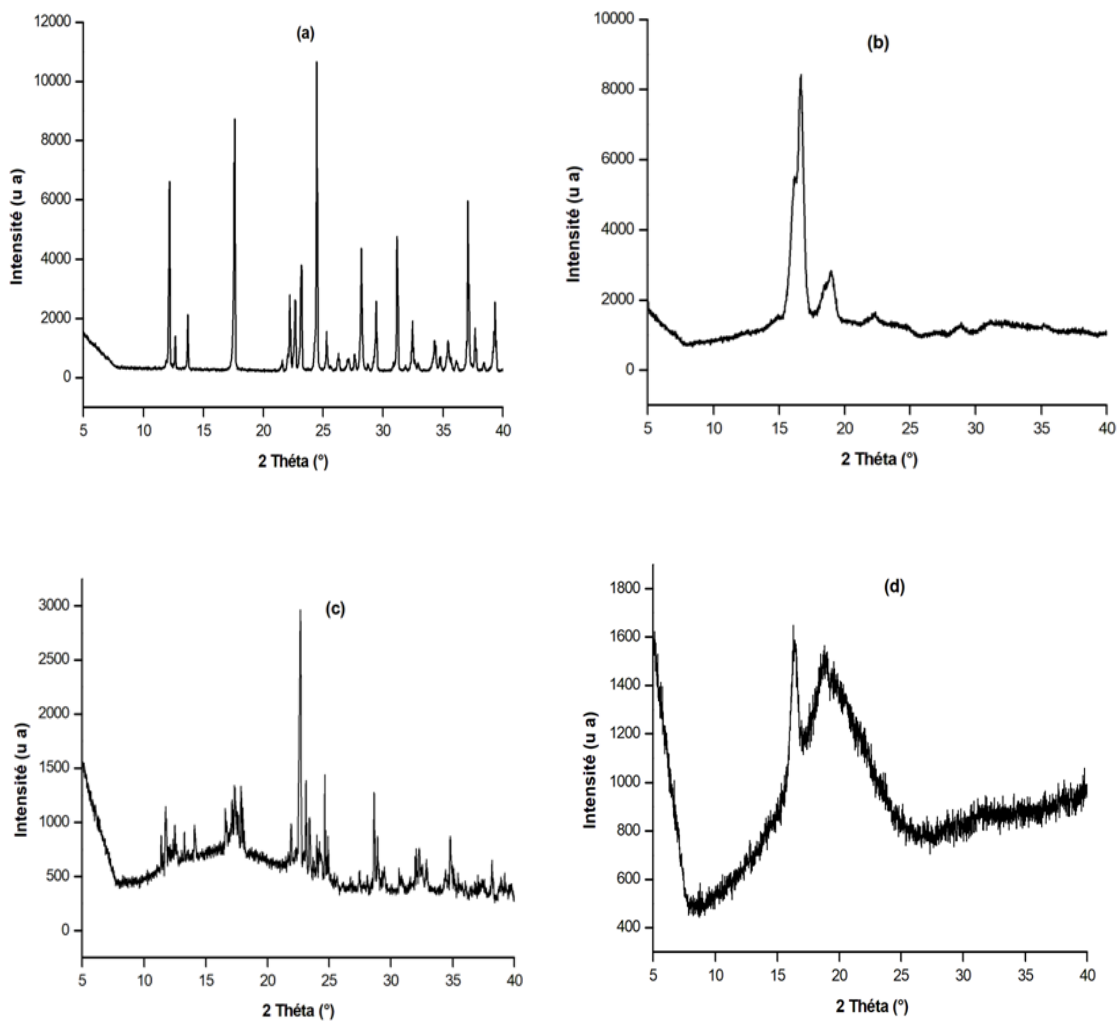 (a)
12000
10000
8000
6000
4000
2000
0
Intensité (u a)
5 10 15 20 25 30 35 40
2 Théta (°)
(b)
10000
8000
6000
4000
2000
0
Intensité (u a)
5 10 15 20 25 30 35 40
2 Théta (°)
(c)
3000
2500
2000
1500
1000
500
0
Intensité (u a)
5 10 15 20 25 30 35 40
2 Théta (°)
(d)
1800
1600
1400
1200
1000
800
600
400
Intensité (u a)
5 10 15 20 25 30 35 40
2 Théta (°)